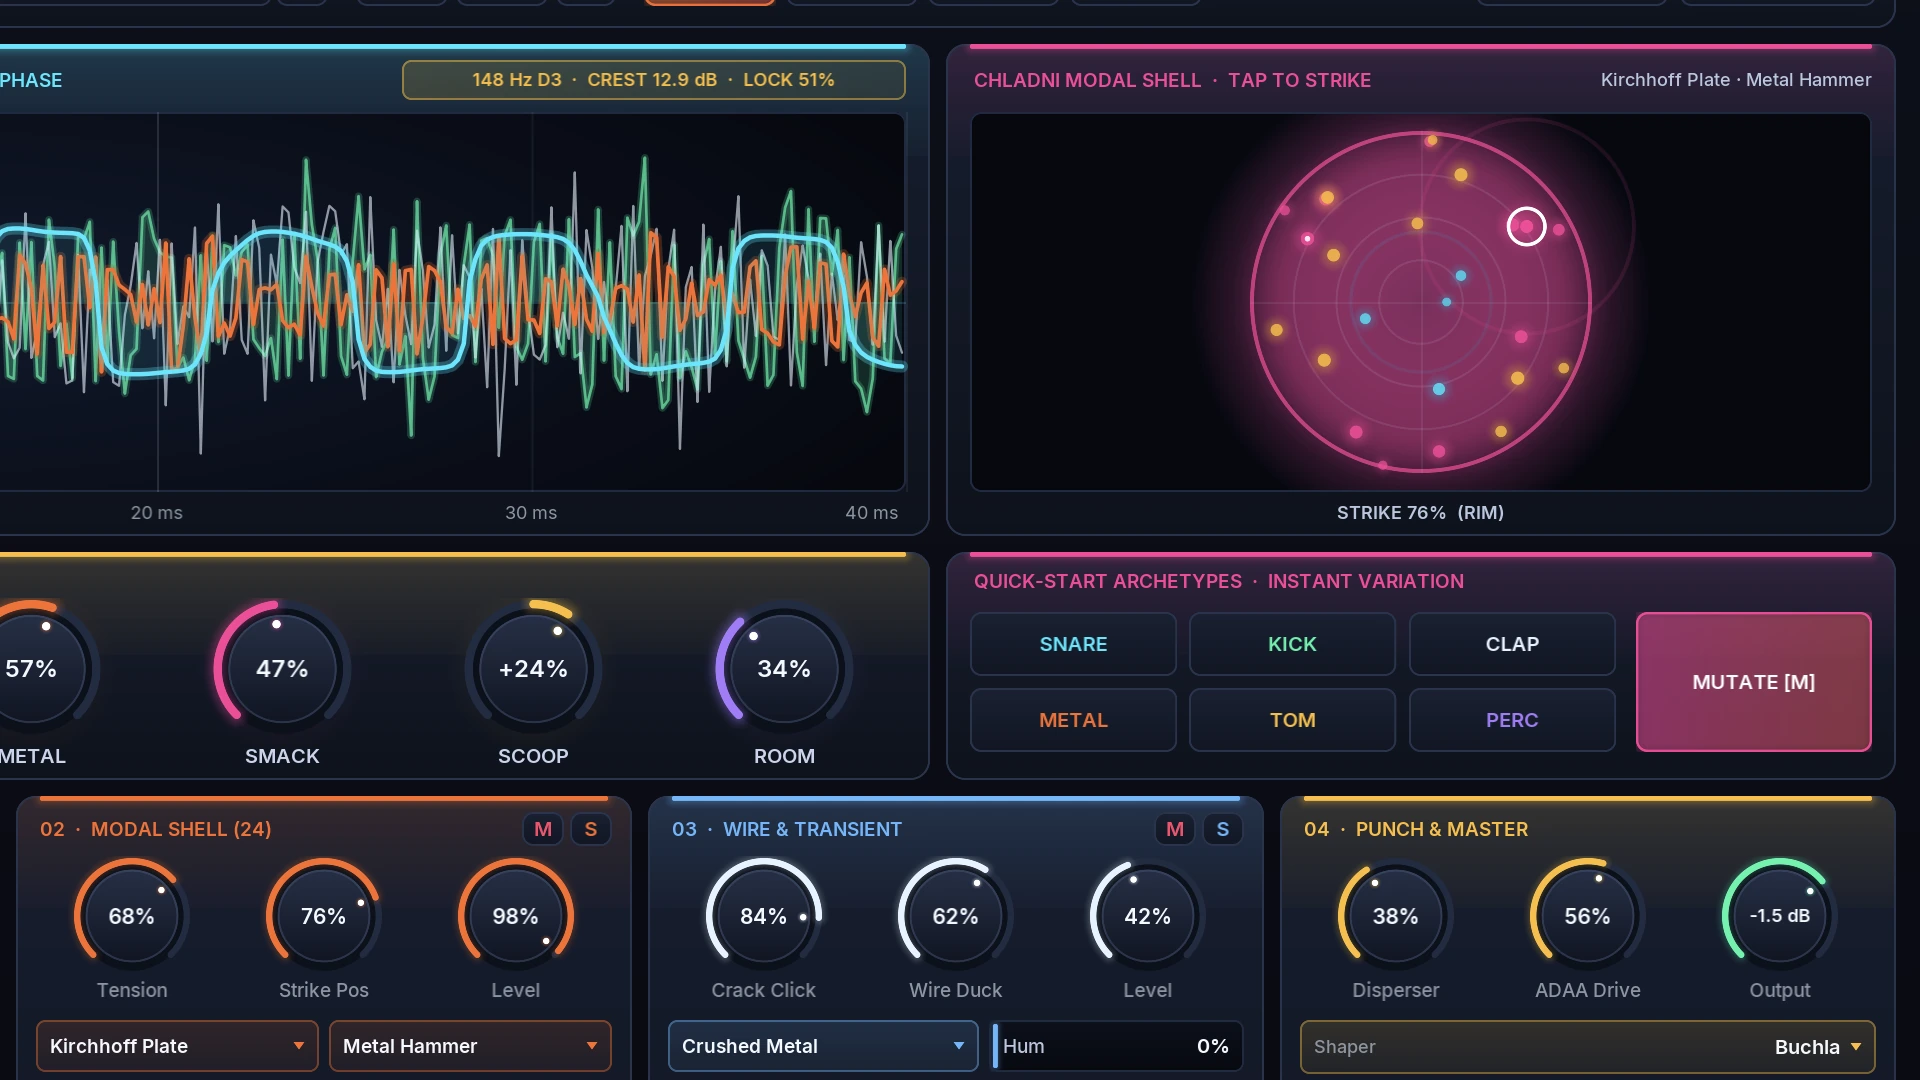 PHASE
148 Hz D3 · CREST 12.9 dB · LOCK 51%
CHLADNI MODAL SHELL · TAP TO STRIKE
Kirchhoff Plate · Metal Hammer
20 ms
30 ms
40 ms
STRIKE 76% (RIM)
57%
47%
+24%
34%
METAL
SMACK
SCOOP
ROOM
QUICK-START ARCHETYPES · INSTANT VARIATION
SNARE
KICK
CLAP
METAL
TOM
PERC
MUTATE [M]
02 · MODAL SHELL (24)
M
S
68%
76%
98%
Tension
Strike Pos
Level
Kirchhoff Plate
Metal Hammer
03 · WIRE & TRANSIENT
M
S
84%
62%
42%
Crack Click
Wire Duck
Level
Crushed Metal
Hum
0%
04 · PUNCH & MASTER
38%
56%
-1.5 dB
Disperser
ADAA Drive
Output
Shaper
Buchla